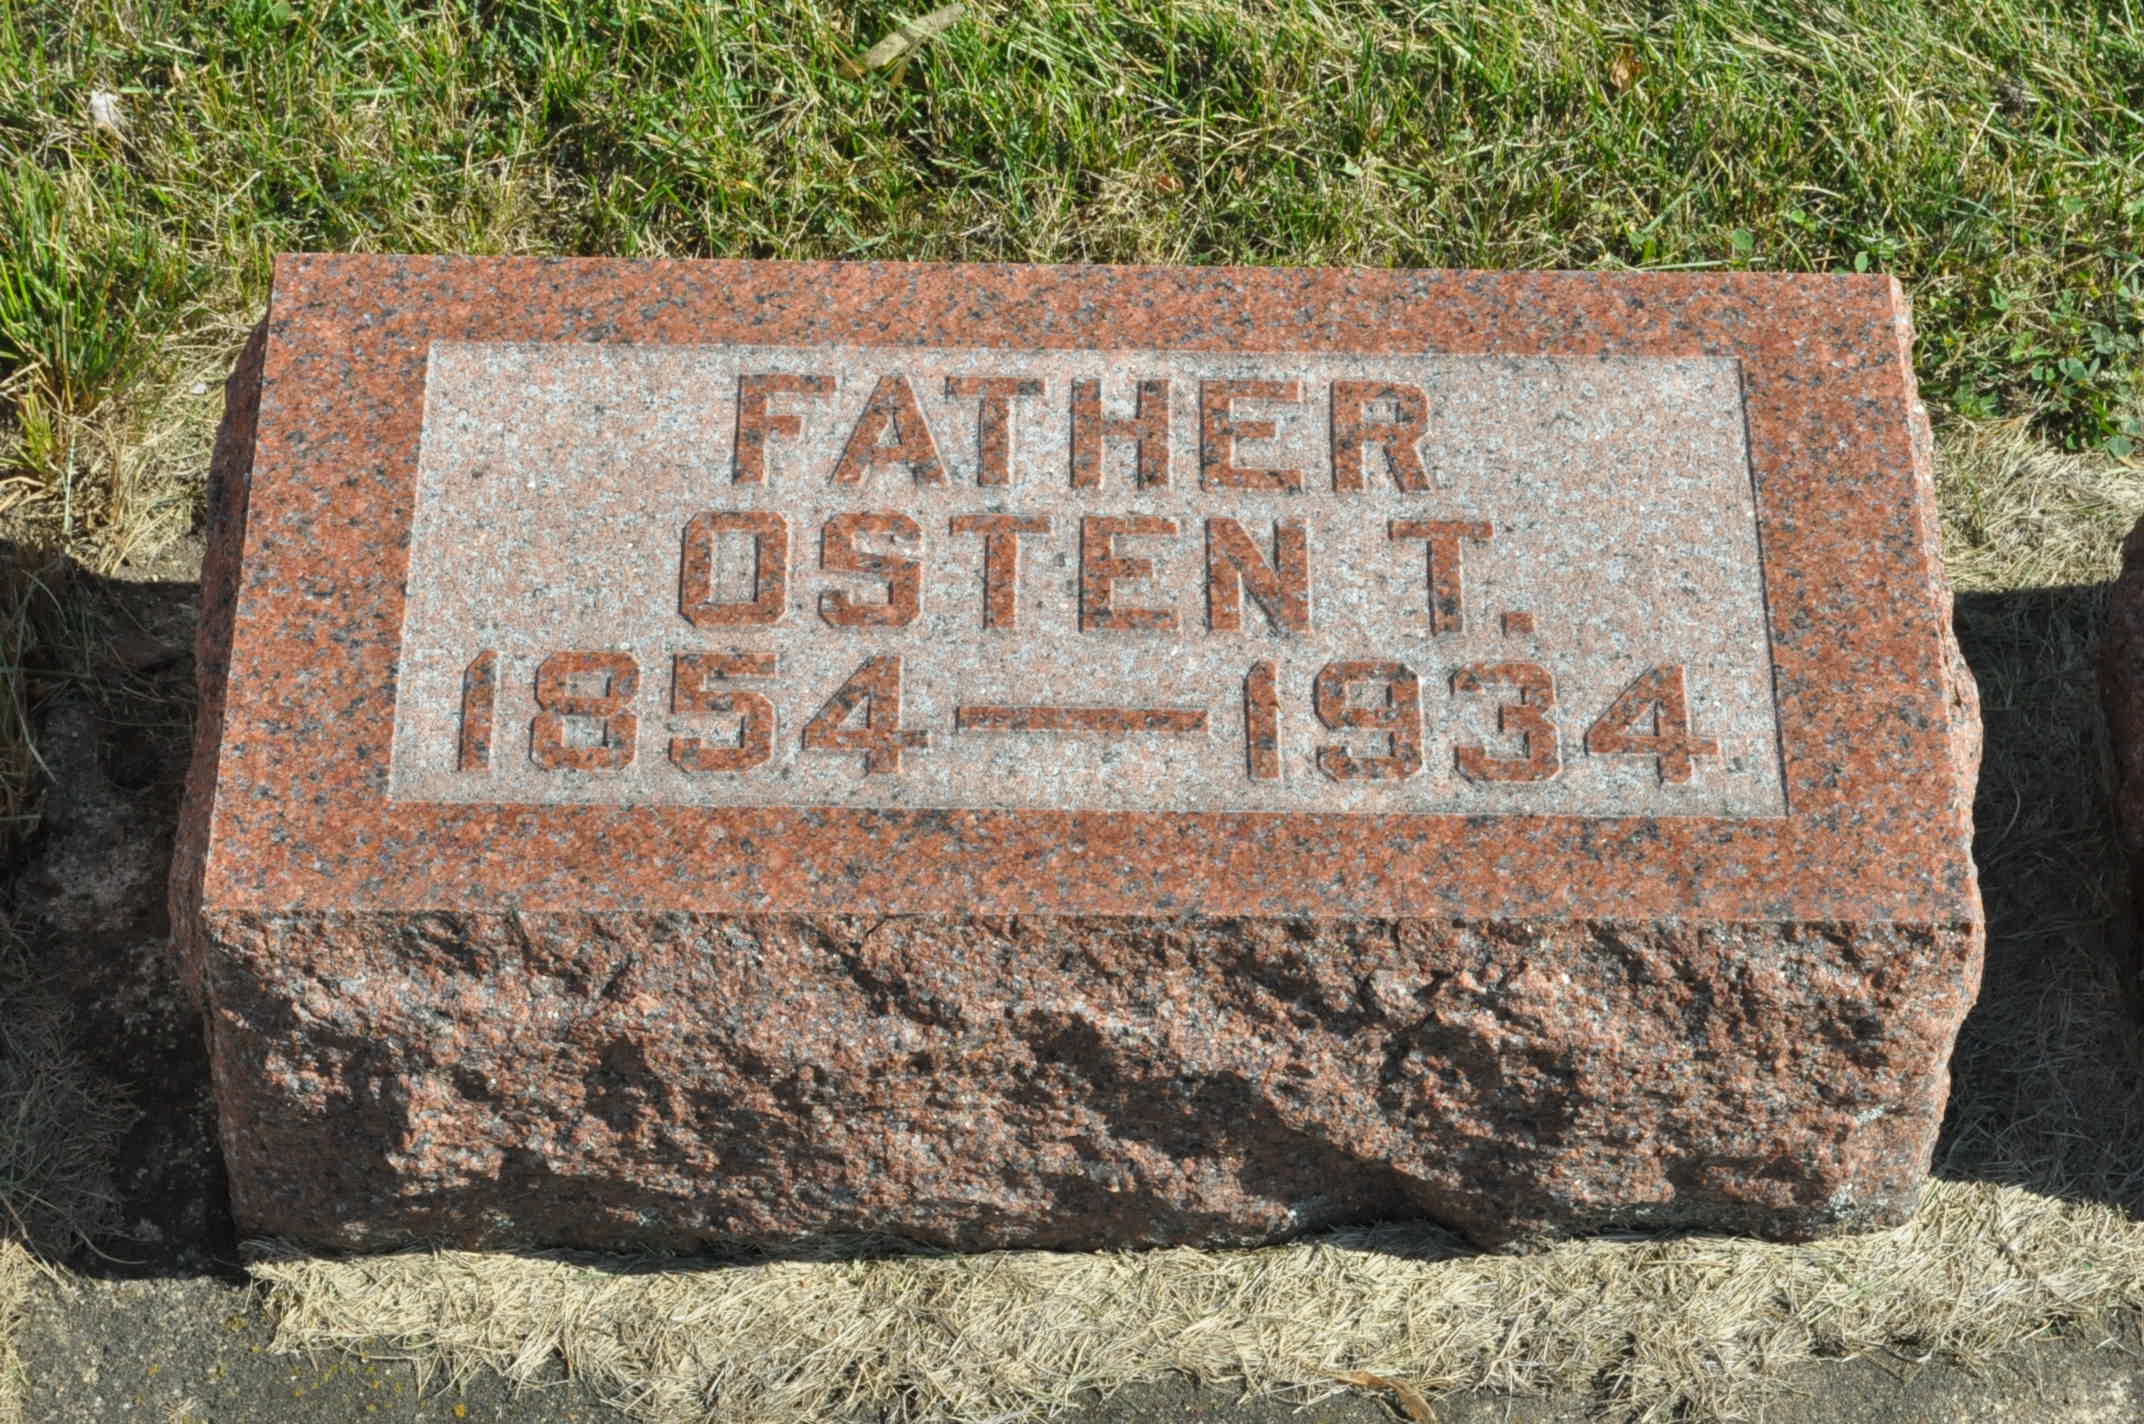 FATHER
OSTEN T.
1854—1934